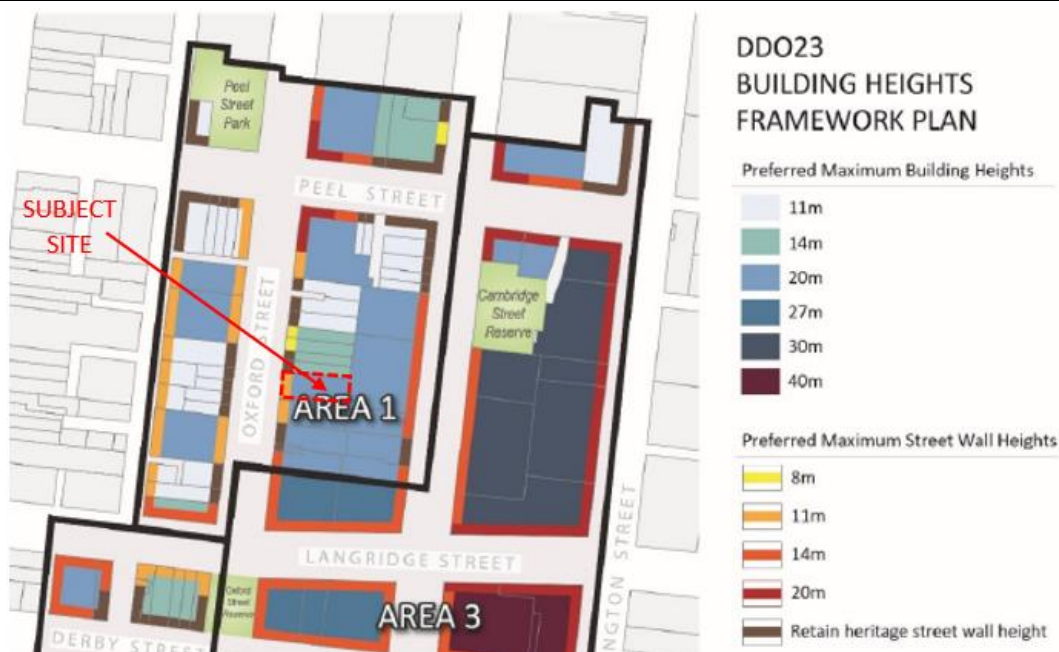 DDO23
BUILDING HEIGHTS
FRAMEWORK PLAN
Preferred Maximum Building Heights
11m
14m
20m
27m
30m
40m
Preferred Maximum Street Wall Heights
8m
11m
14m
20m
Retain heritage street wall height
Peel
Street
Park
PEEL STREET
SUBJECT
SITE
OXFORD STREET
Cambridge
Street
Reserve
AREA 1
LANGRIDGE STREET
NGTON STREET
Oxford
Street
Reserve
AREA 3
DERBY STREET